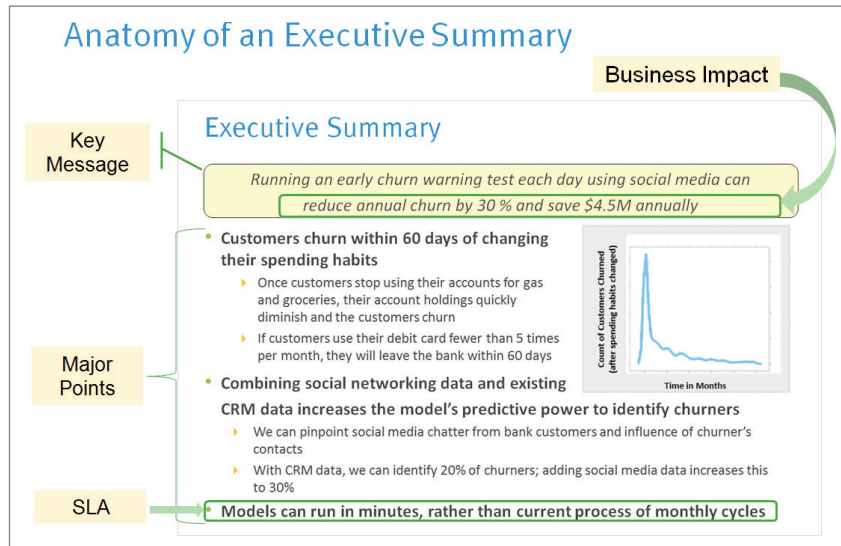 Anatomy of an Executive Summary
Business Impact
Executive Summary
Key
Message
Running an early churn warning test each day using social media can
reduce annual churn by 30 % and save $4.5M annually
• Customers churn within 60 days of changing
their spending habits
Once customers stop using their accounts for gas
and groceries, their account holdings quickly
diminish and the customers churn
If customers use their debit card fewer than 5 times
per month, they will leave the bank within 60 days
Count of Customers Churned
(after spending habits changed)
Time in Months
Major
Points
• Combining social networking data and existing
CRM data increases the model's predictive power to identify churners
We can pinpoint social media chatter from bank customers and influence of churner's
contacts
With CRM data, we can identify 20% of churners; adding social media data increases this
to 30%
SLA
• Models can run in minutes, rather than current process of monthly cycles